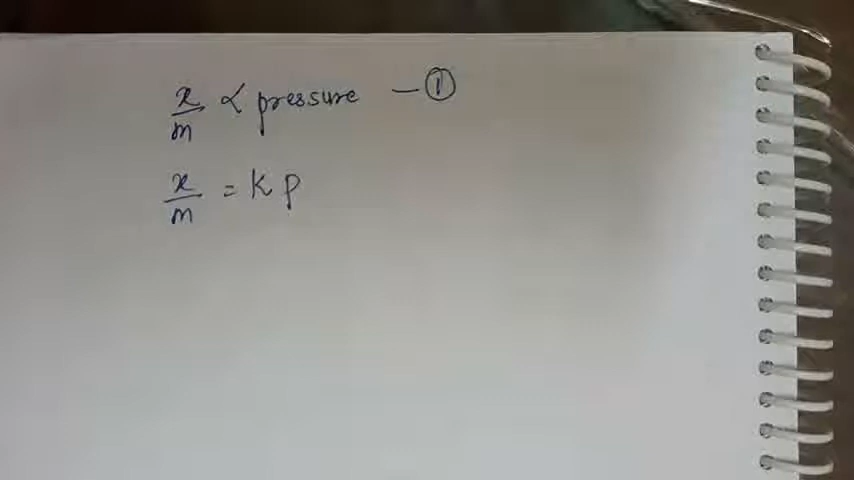 x/m ∝ pressure — ①
x/m = K p